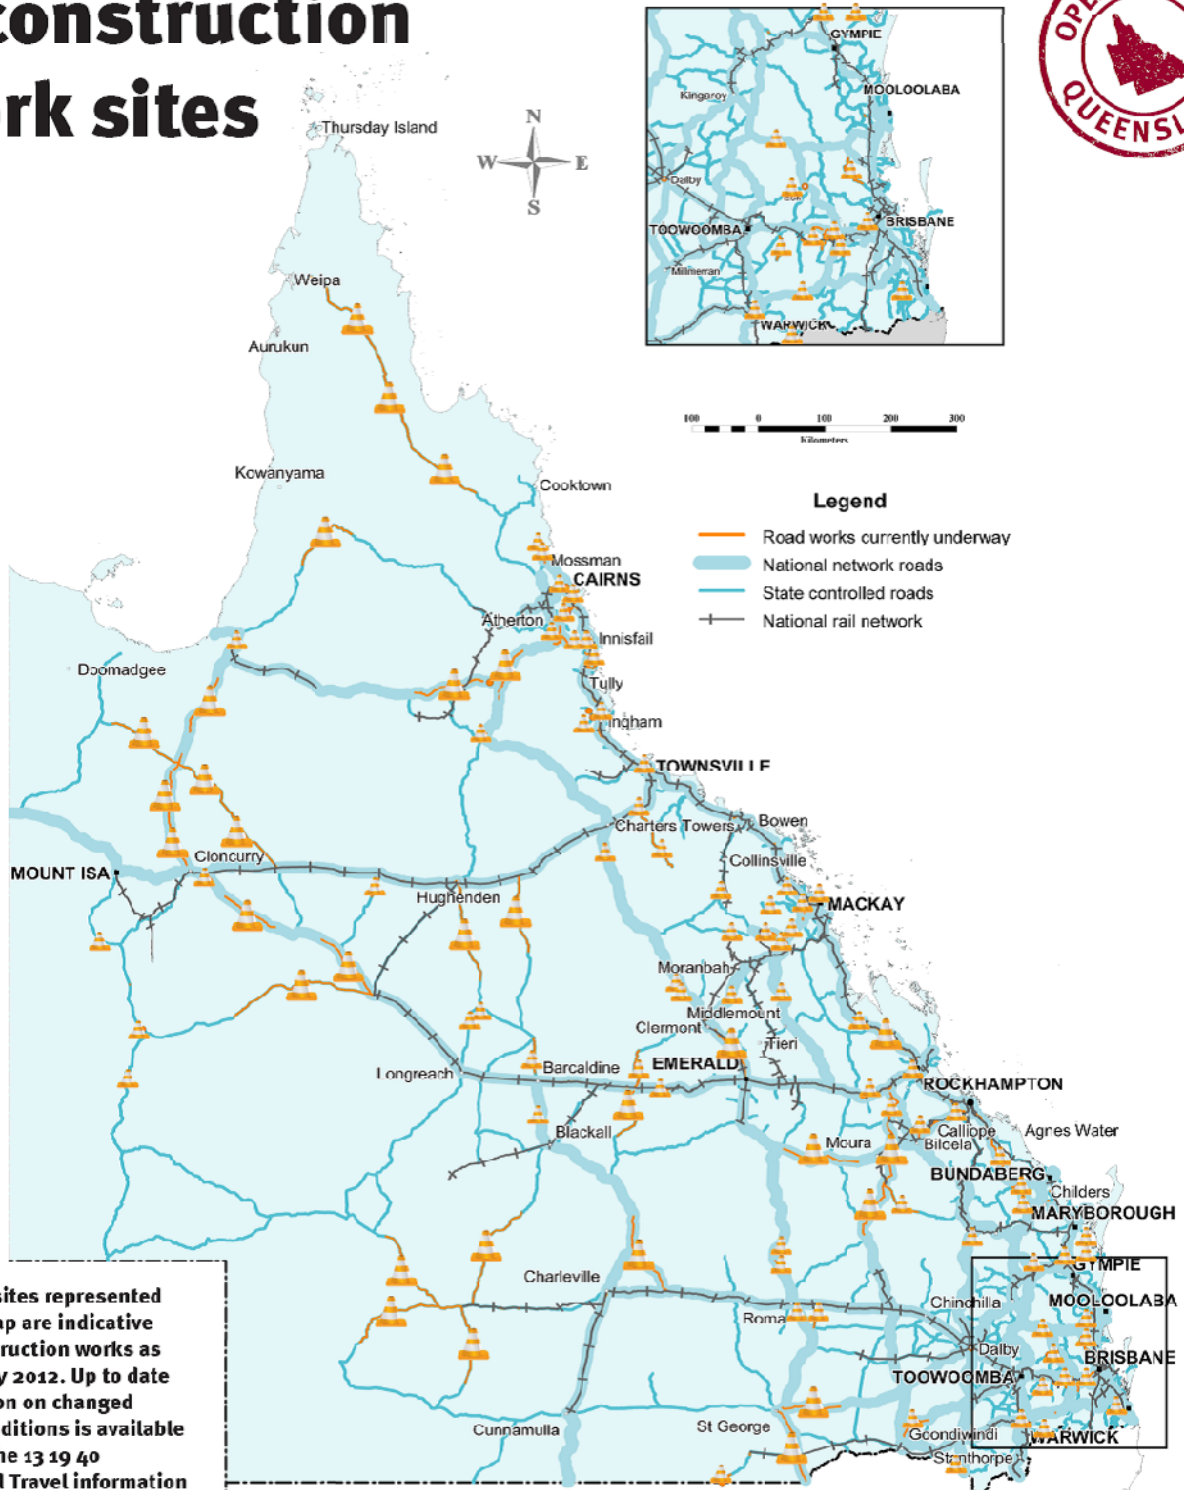 construction
rk sites
OPE
QUEENSL
N
W E
S
GYMPIE
MOOLOOLABA
Kingaroy
Dalby
BRISBANE
TOOWOOMBA
Millmerran
WARWICK
Thursday Island
Weipa
Aurukun
100 0 100 200 300
Kilometers
Kowanyama
Cooktown
Legend
Road works currently underway
National network roads
State controlled roads
National rail network
Mossman
CAIRNS
Atherton
Innisfail
Doomadgee
Tully
Ingham
TOWNSVILLE
Charters Towers
Bowen
Cloncurry
Collinsville
MOUNT ISA
Hughenden
MACKAY
Moranbah
Middlemount
Clermont
Tieri
EMERALD
Barcaldine
Longreach
ROCKHAMPTON
Blackall
Moura
Calliope
Agnes Water
Biloela
BUNDABERG
Childers
MARYBOROUGH
GYMPIE
Charleville
Chinchilla
MOOLOOLABA
Roma
Dalby
BRISBANE
TOOWOOMBA
St George
Cunnamulla
Goondiwindi
WARWICK
Stanthorpe
sites represented
ap are indicative
ruction works as
y 2012. Up to date
on on changed
ditions is available
ne 13 19 40
l Travel information